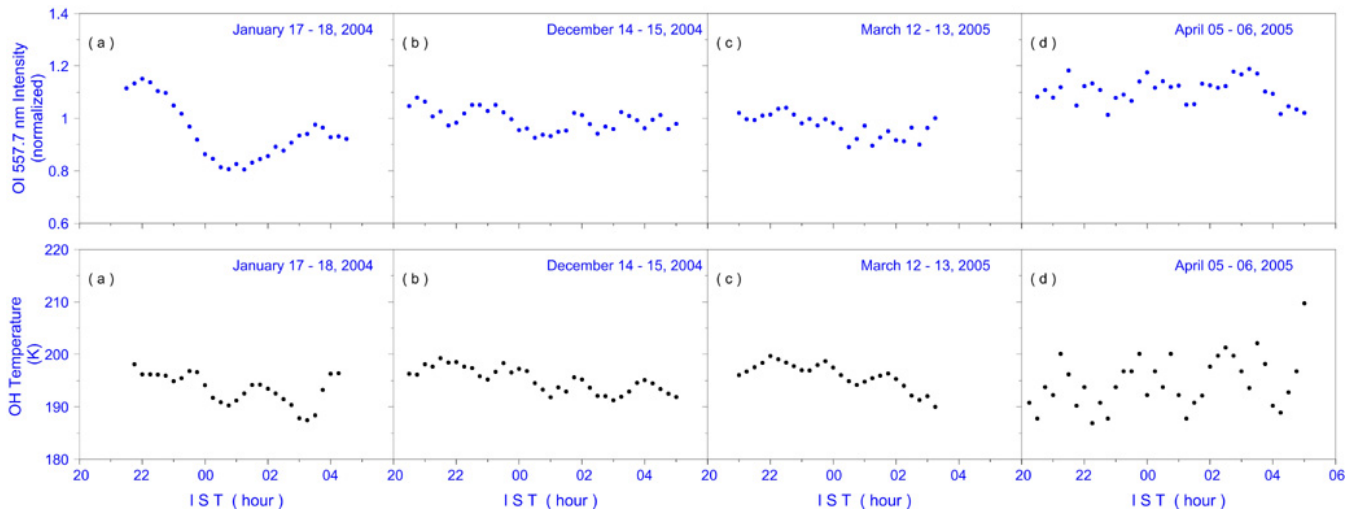 1.4
1.2
1
0.8
0.6
OI 557.7 nm Intensity
(normalized)
( a )
January 17 - 18, 2004
( b )
December 14 - 15, 2004
( c )
March 12 - 13, 2005
( d )
April 05 - 06, 2005
220
210
200
190
180
OH Temperature
(K)
( a )
January 17 - 18, 2004
( b )
December 14 - 15, 2004
( c )
March 12 - 13, 2005
( d )
April 05 - 06, 2005
20 22 00 02 20 22 00 02 04 20 22 00 02 04 20 22 00 02 04 06
I S T ( hour ) I S T ( hour ) I S T ( hour ) I S T ( hour )